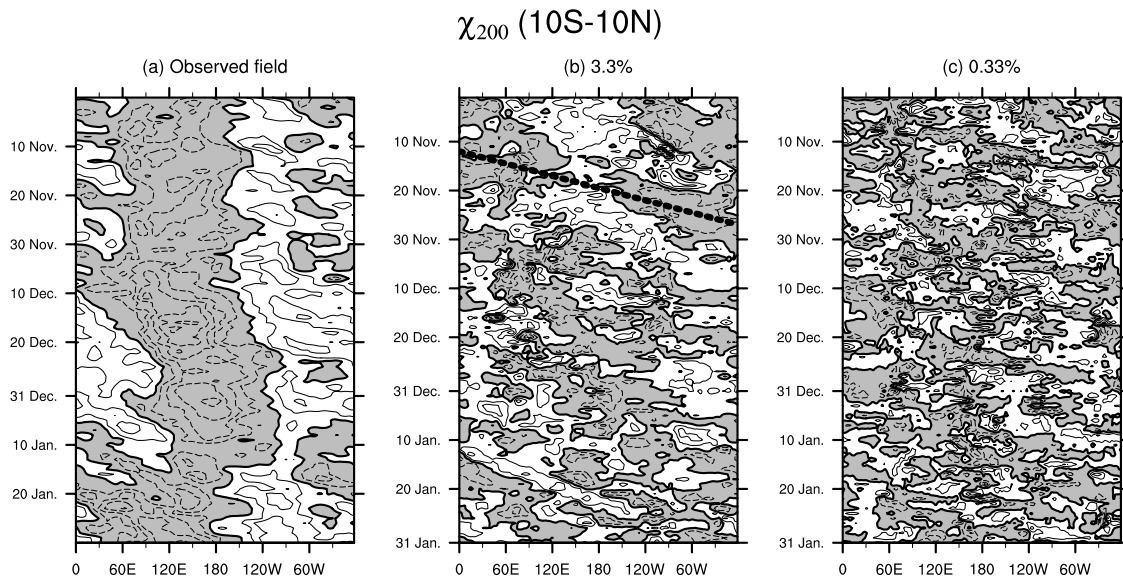 χ200 (10S-10N)
(a) Observed field
(b) 3.3%
(c) 0.33%
10 Nov.
20 Nov.
30 Nov.
10 Dec.
20 Dec.
31 Dec.
10 Jan.
20 Jan.
0 60E 120E 180 120W 60W
10 Nov.
20 Nov.
30 Nov.
10 Dec.
20 Dec.
31 Dec.
10 Jan.
20 Jan.
31 Jan.
0 60E 120E 180 120W 60W
10 Nov.
20 Nov.
30 Nov.
10 Dec.
20 Dec.
31 Dec.
10 Jan.
20 Jan.
31 Jan.
0 60E 120E 180 120W 60W